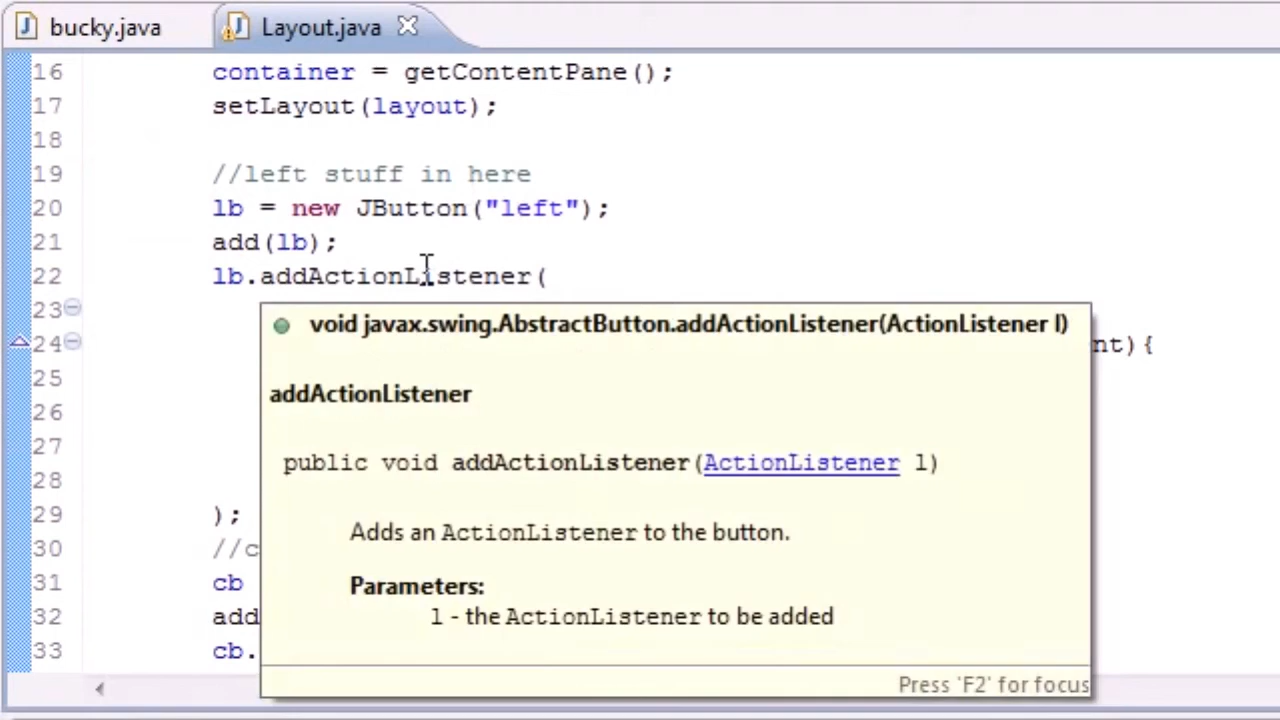 bucky.java Layout.java
16 container = getContentPane();
17 setLayout(layout);
18
19 //left stuff in here
20 lb = new JButton("left");
21 add(lb);
22 lb.addActionListener(
23
void javax.swing.AbstractButton.addActionListener(ActionListener l)
24 nt){
25
addActionListener
26
27
public void addActionListener(ActionListener l)
28
29 );
Adds an ActionListener to the button.
30 //c
31 cb
Parameters:
32 add
l - the ActionListener to be added
33 cb.
Press 'F2' for focus